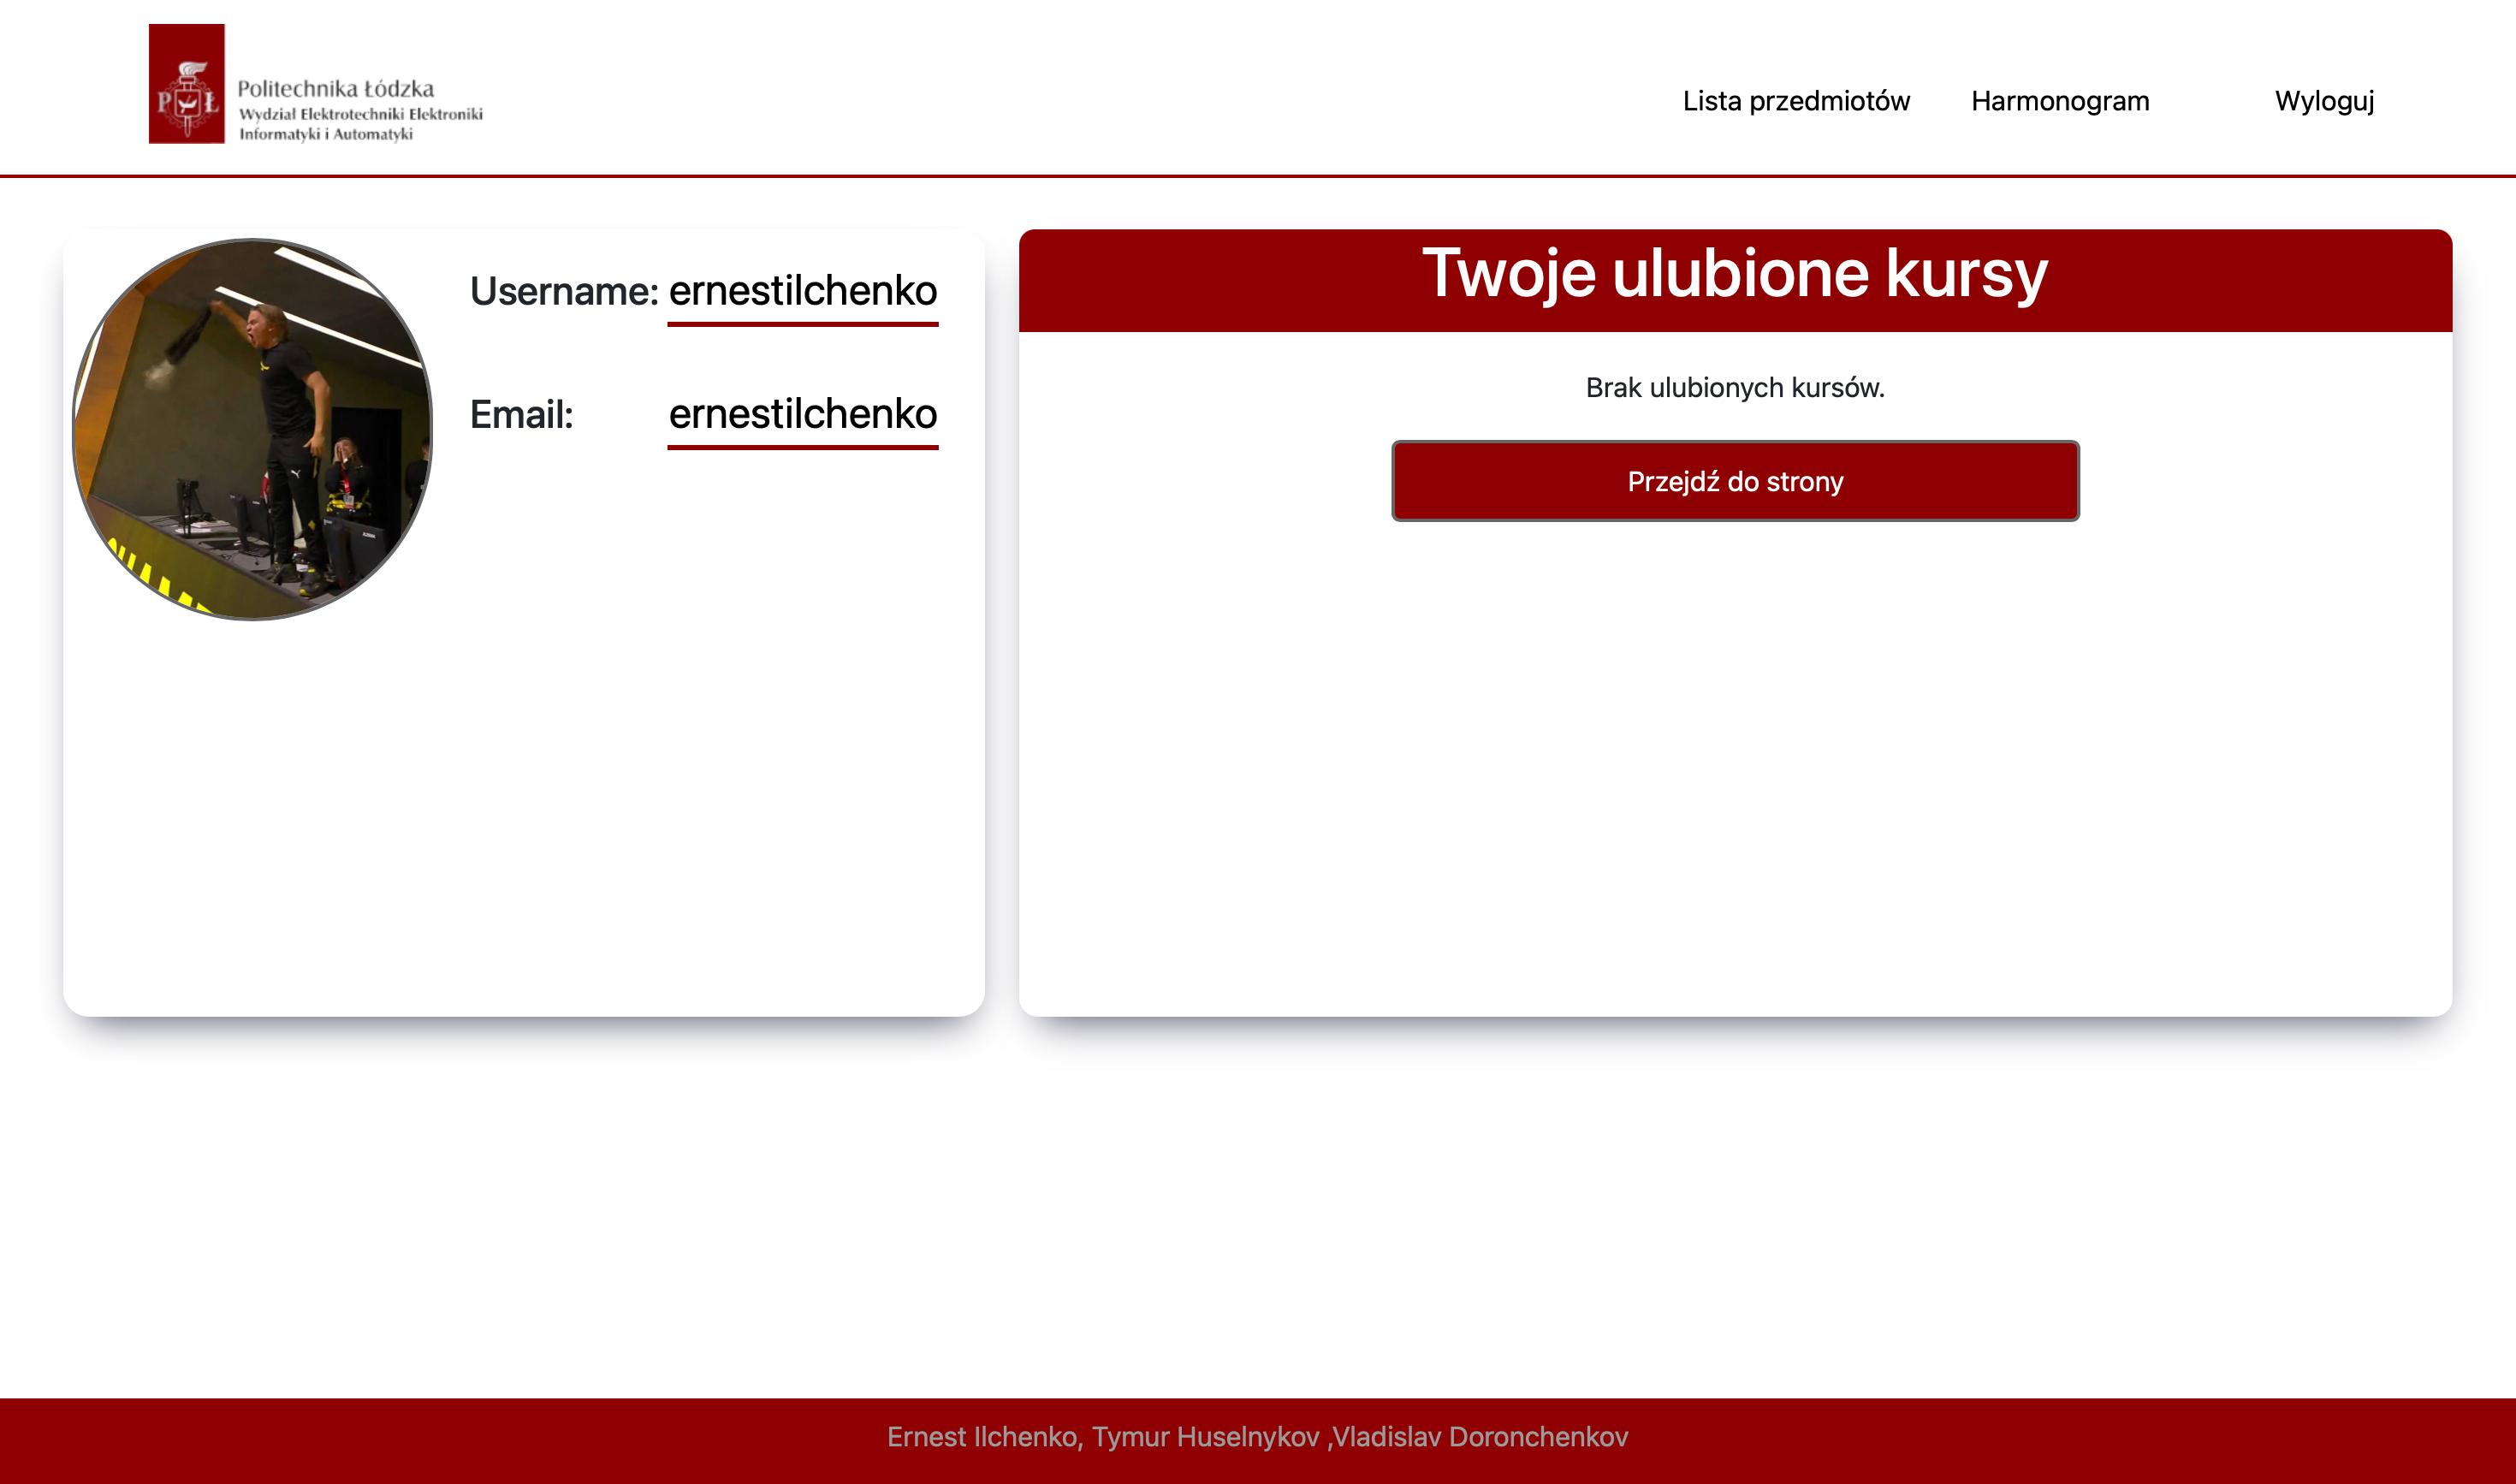 Politechnika Łódzka
Wydział Elektrotechniki Elektroniki
Informatyki i Automatyki
P Ł
Lista przedmiotów Harmonogram Wyloguj
Username: ernestilchenko
Email: ernestilchenko
Twoje ulubione kursy
Brak ulubionych kursów.
Przejdź do strony
Ernest Ilchenko, Tymur Huselnykov ,Vladislav Doronchenkov